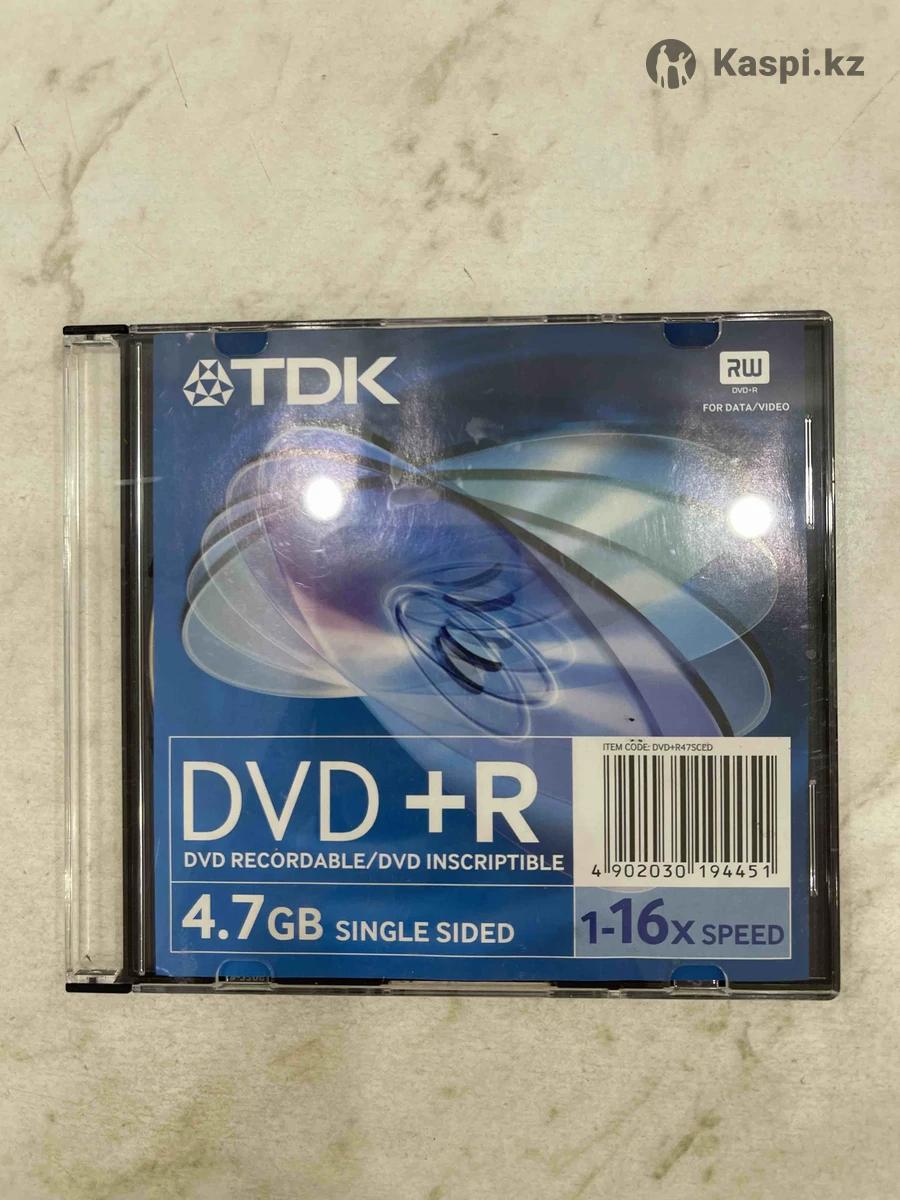 Kaspi.kz
TDK
RW
DVD+R
FOR DATA/VIDEO
ITEM CODE: DVD+R47SCED
DVD +R
DVD RECORDABLE/DVD INSCRIPTIBLE
4 902030 194451
4.7GB SINGLE SIDED
1-16x SPEED